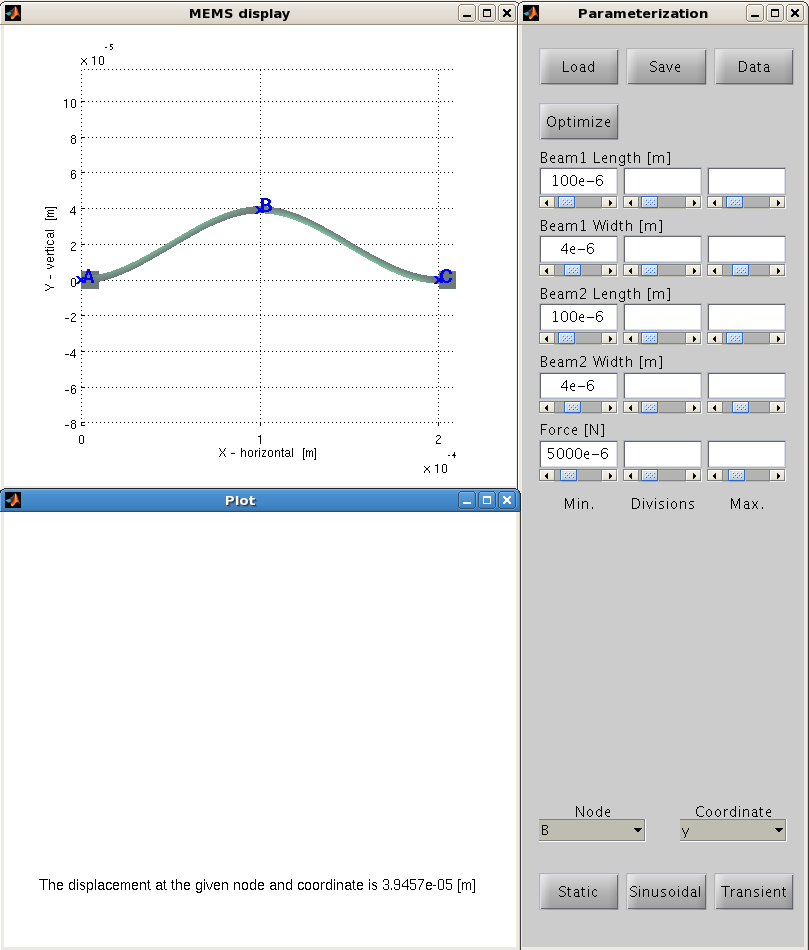 MEMS display
x 10 -5
10
8
6
4
2
0
-2
-4
-6
-8
Y - vertical [m]
A
B
C
0
1
2
X - horizontal [m]
x 10 -4
Plot
The displacement at the given node and coordinate is 3.9457e-05 [m]
Parameterization
Load Save Data
Optimize
Beam1 Length [m]
100e-6
Beam1 Width [m]
4e-6
Beam2 Length [m]
100e-6
Beam2 Width [m]
4e-6
Force [N]
5000e-6
Min. Divisions Max.
Node Coordinate
B y
Static Sinusoidal Transient